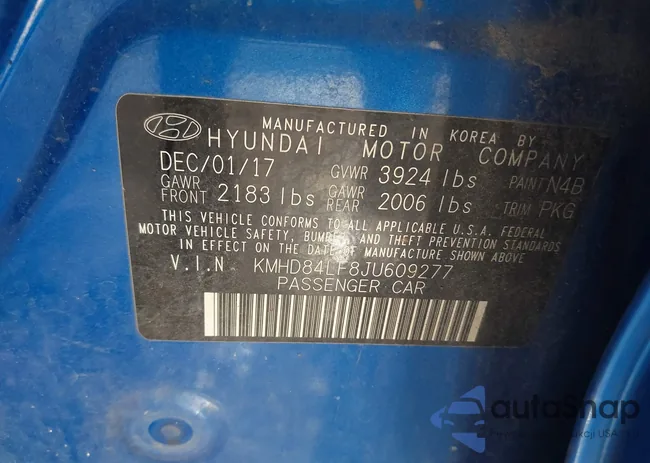 MANUFACTURED IN KOREA BY
HYUNDAI MOTOR COMPANY
DEC/01/17 GVWR 3924 lbs PAINT N4B
GAWR FRONT 2183 lbs GAWR REAR 2006 lbs TRIM PKG
THIS VEHICLE CONFORMS TO ALL APPLICABLE U.S.A. FEDERAL
MOTOR VEHICLE SAFETY, BUMPER AND THEFT PREVENTION
STANDARDS IN EFFECT ON THE DATE OF MANUFACTURE SHOWN ABOVE
V.I.N KMHD84LF8JU609277
PASSENGER CAR
autoSnap